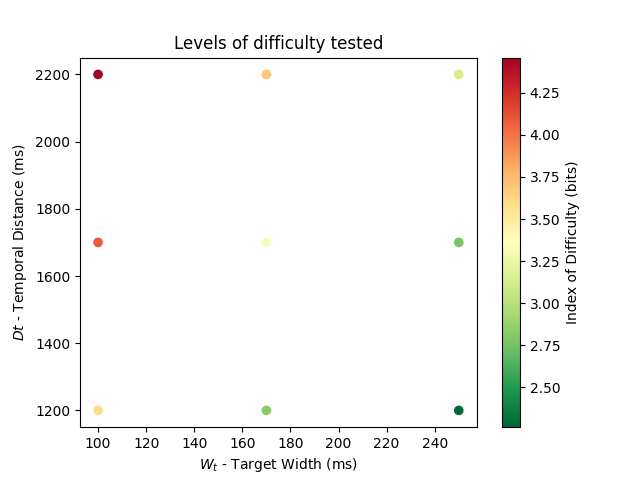 Levels of difficulty tested
2200
2000
1800
1600
1400
1200
Dt - Temporal Distance (ms)
100 120 140 160 180 200 220 240
Wt - Target Width (ms)
4.25
4.00
3.75
3.50
3.25
3.00
2.75
2.50
Index of Difficulty (bits)